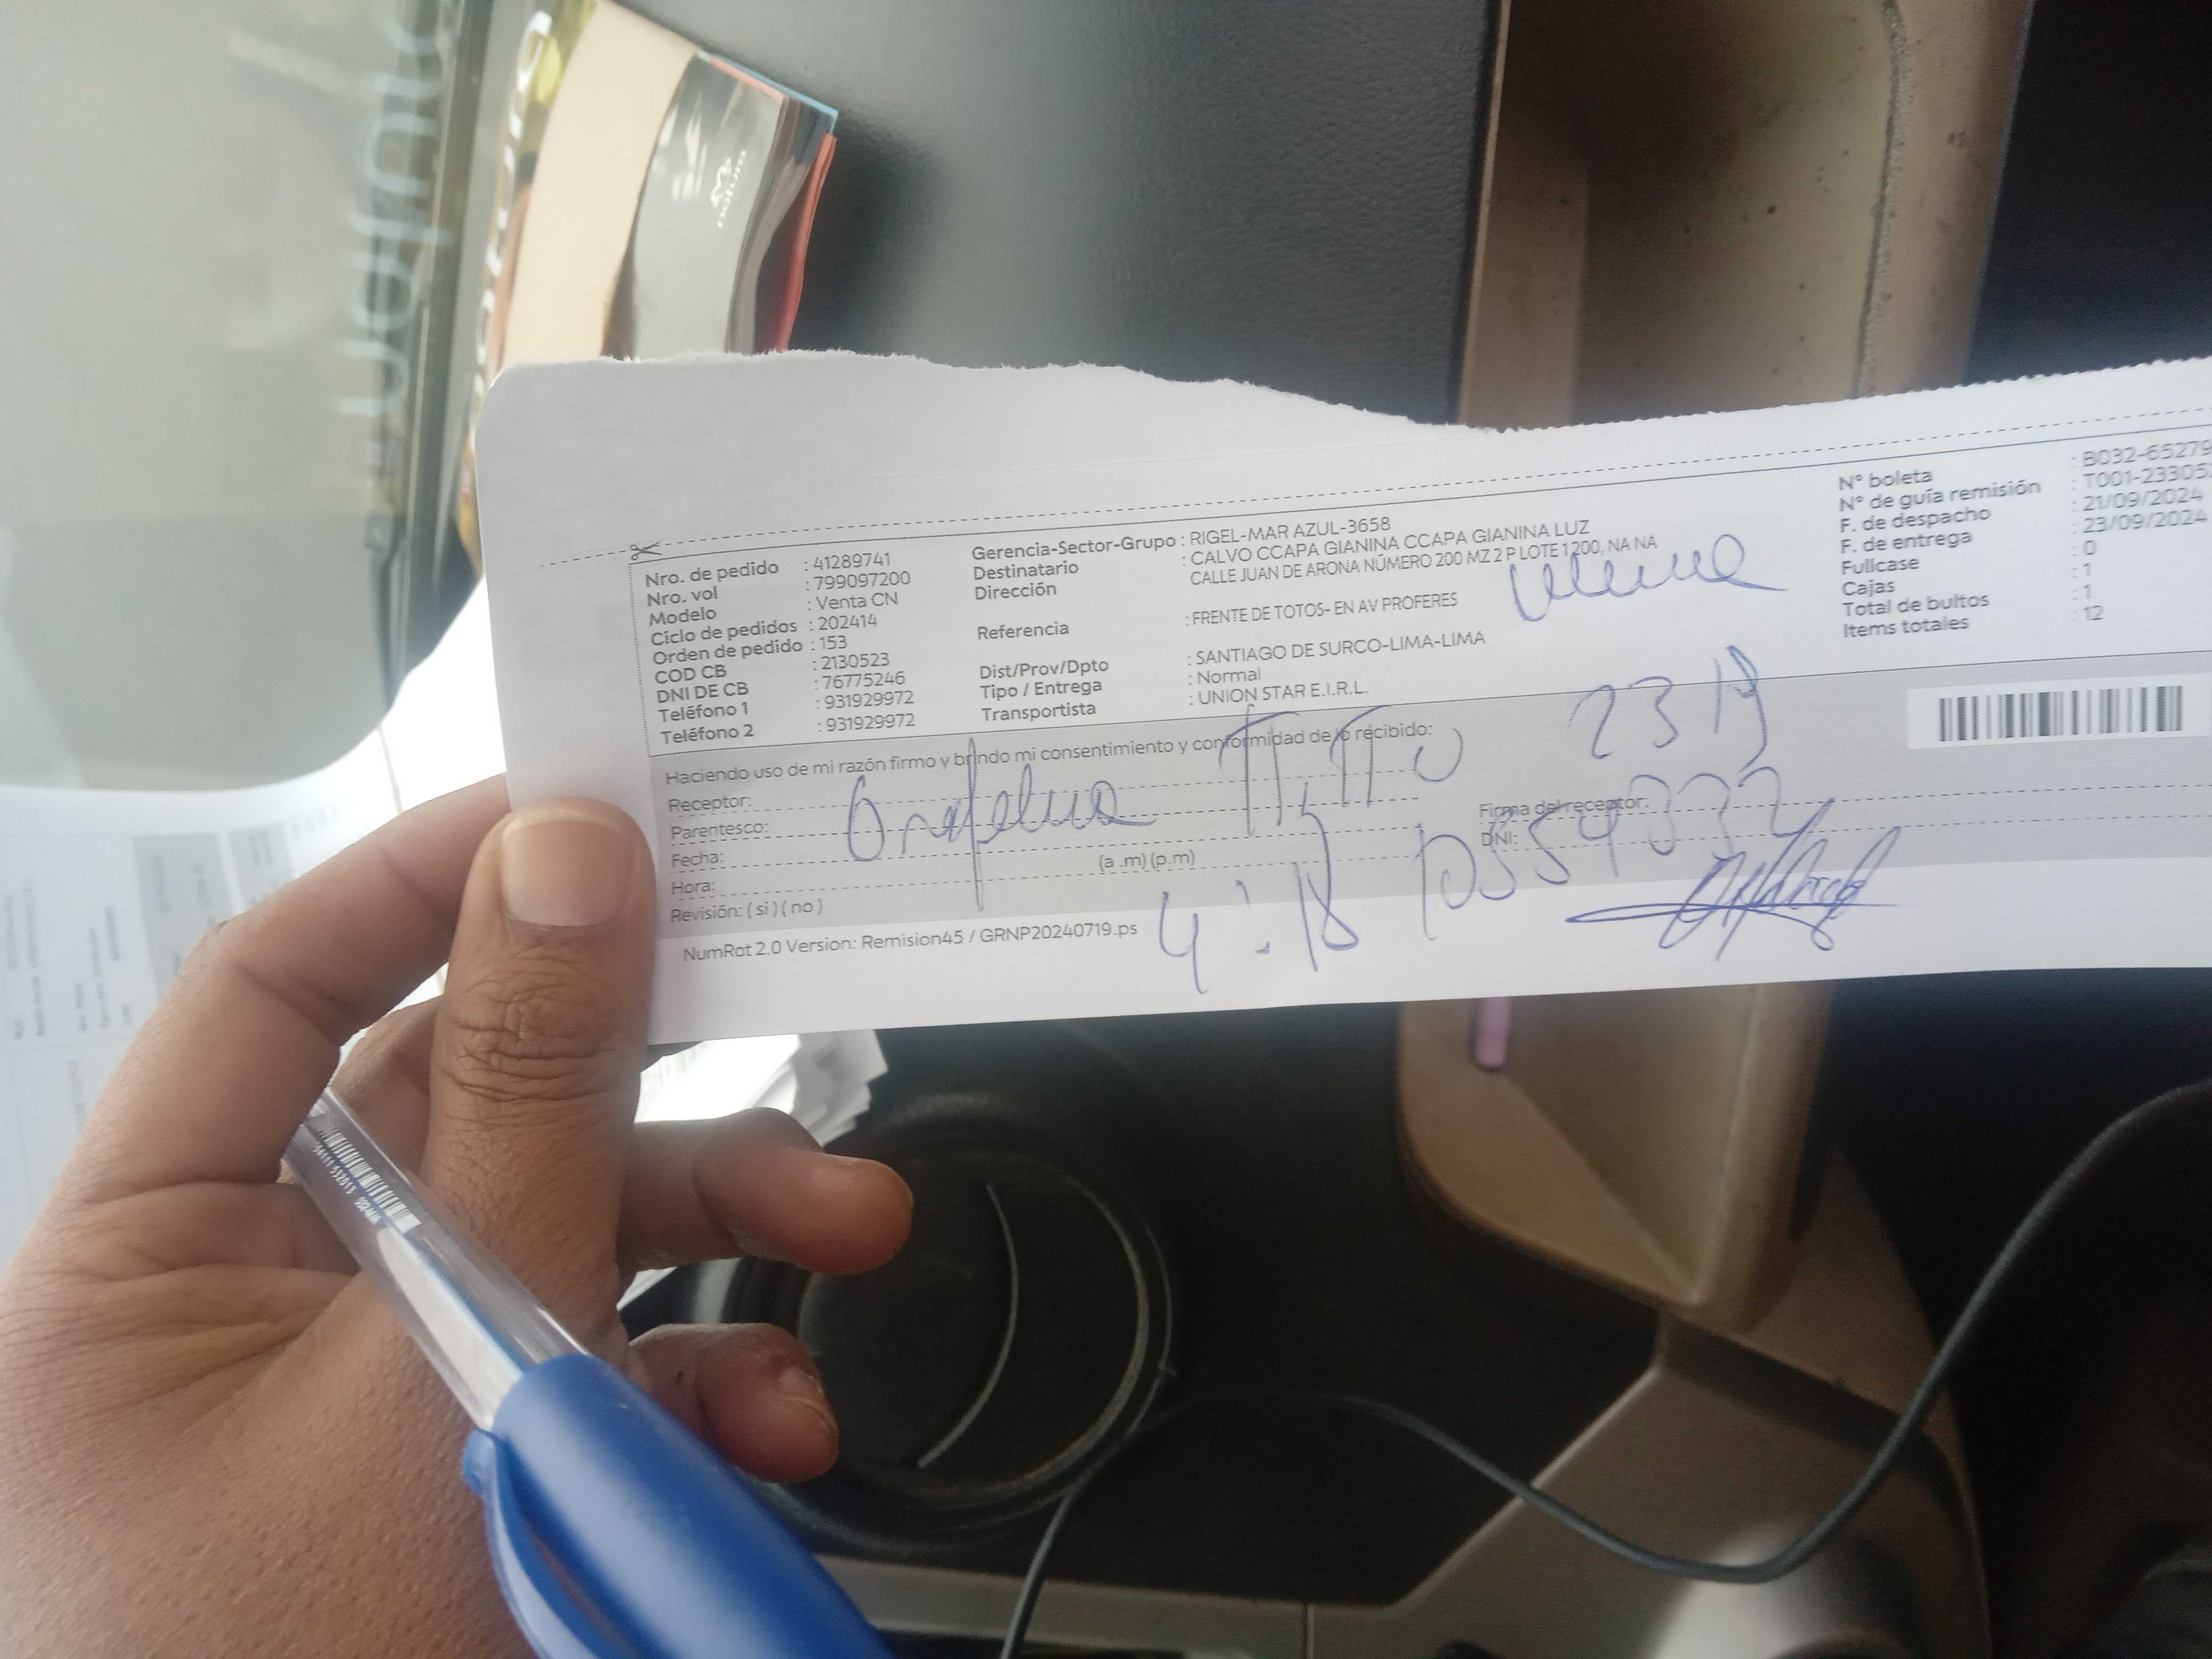 natura
Nro. de pedido : 41289741
Nro. vol : 799097200
Modelo : Venta CN
Ciclo de pedidos : 202414
Orden de pedido : 153
COD CB : 2130523
DNI DE CB : 76775246
Teléfono 1 : 931929972
Teléfono 2 : 931929972
Gerencia-Sector-Grupo : RIGEL-MAR AZUL-3658
Destinatario : CALVO CCAPA GIANINA CCAPA GIANINA LUZ
Dirección CALLE JUAN DE ARONA NÚMERO 200 MZ 2 P LOTE 1200, NA NA
Referencia : FRENTE DE TOTOS- EN AV PROFERES
Dist/Prov/Dpto : SANTIAGO DE SURCO-LIMA-LIMA
Tipo / Entrega : Normal
Transportista : UNION STAR E.I.R.L.
N° boleta : B032-65279
N° de guía remisión : T001-23305
F. de despacho : 21/09/2024
F. de entrega : 23/09/2024
Fullcase : 0
Cajas : 1
Total de bultos : 1
Items totales : 12
Haciendo uso de mi razón firmo y brindo mi consentimiento y conformidad de lo recibido:
Receptor:
Parentesco:
Fecha:
Hora: (a .m) (p.m)
Revisión: ( si ) ( no )
Firma del receptor:
DNI:
TITTO
23 19
4:18
NumRot 2.0 Version: Remision45 / GRNP20240719.ps